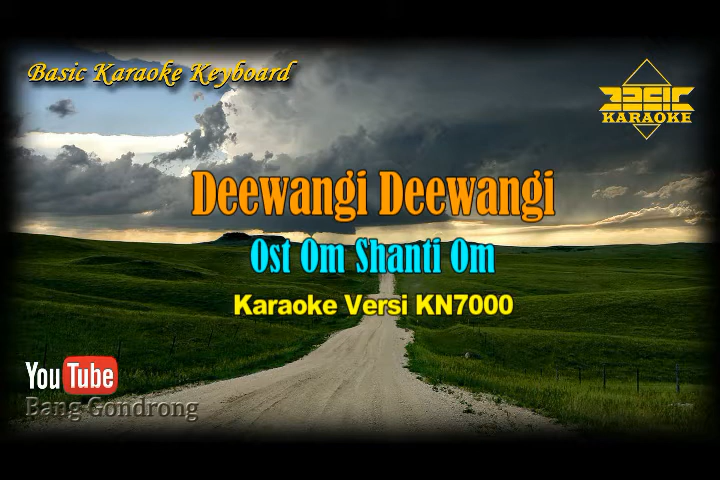 Basic Karaoke Keyboard
BASIC
KARAOKE
Deewangi Deewangi
Ost Om Shanti Om
Karaoke Versi KN7000
YouTube
Bang Gondrong